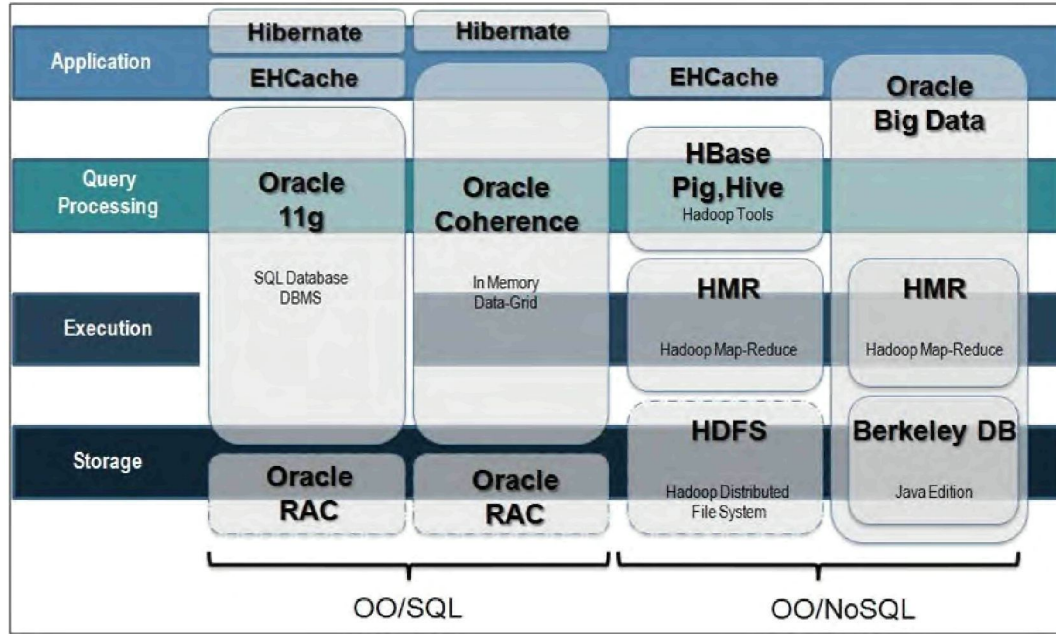 Application
Query
Processing
Execution
Storage
Hibernate
EHCache
Oracle
11g
SQL Database
DBMS
Oracle
RAC
Hibernate
Oracle
Coherence
In Memory
Data-Grid
Oracle
RAC
EHCache
HBase
Pig,Hive
Hadoop Tools
HMR
Hadoop Map-Reduce
HDFS
Hadoop Distributed
File System
Oracle
Big Data
HMR
Hadoop Map-Reduce
Berkeley DB
Java Edition
OO/SQL
OO/NoSQL